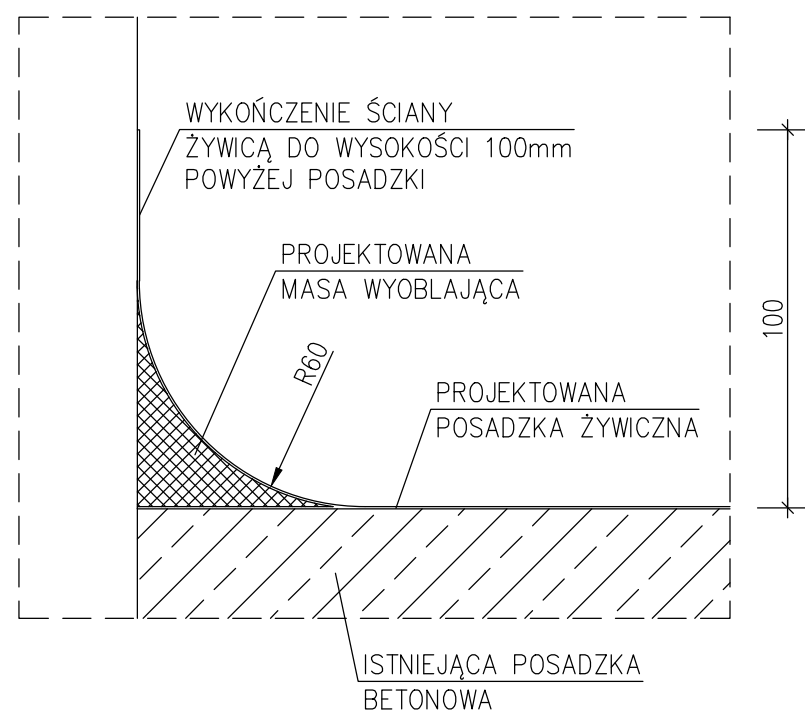 WYKOŃCZENIE ŚCIANY
ŻYWICĄ DO WYSOKOŚCI 100mm
POWYŻEJ POSADZKI
PROJEKTOWANA
MASA WYOBLAJĄCA
R60
100
PROJEKTOWANA
POSADZKA ŻYWICZNA
ISTNIEJĄCA POSADZKA
BETONOWA